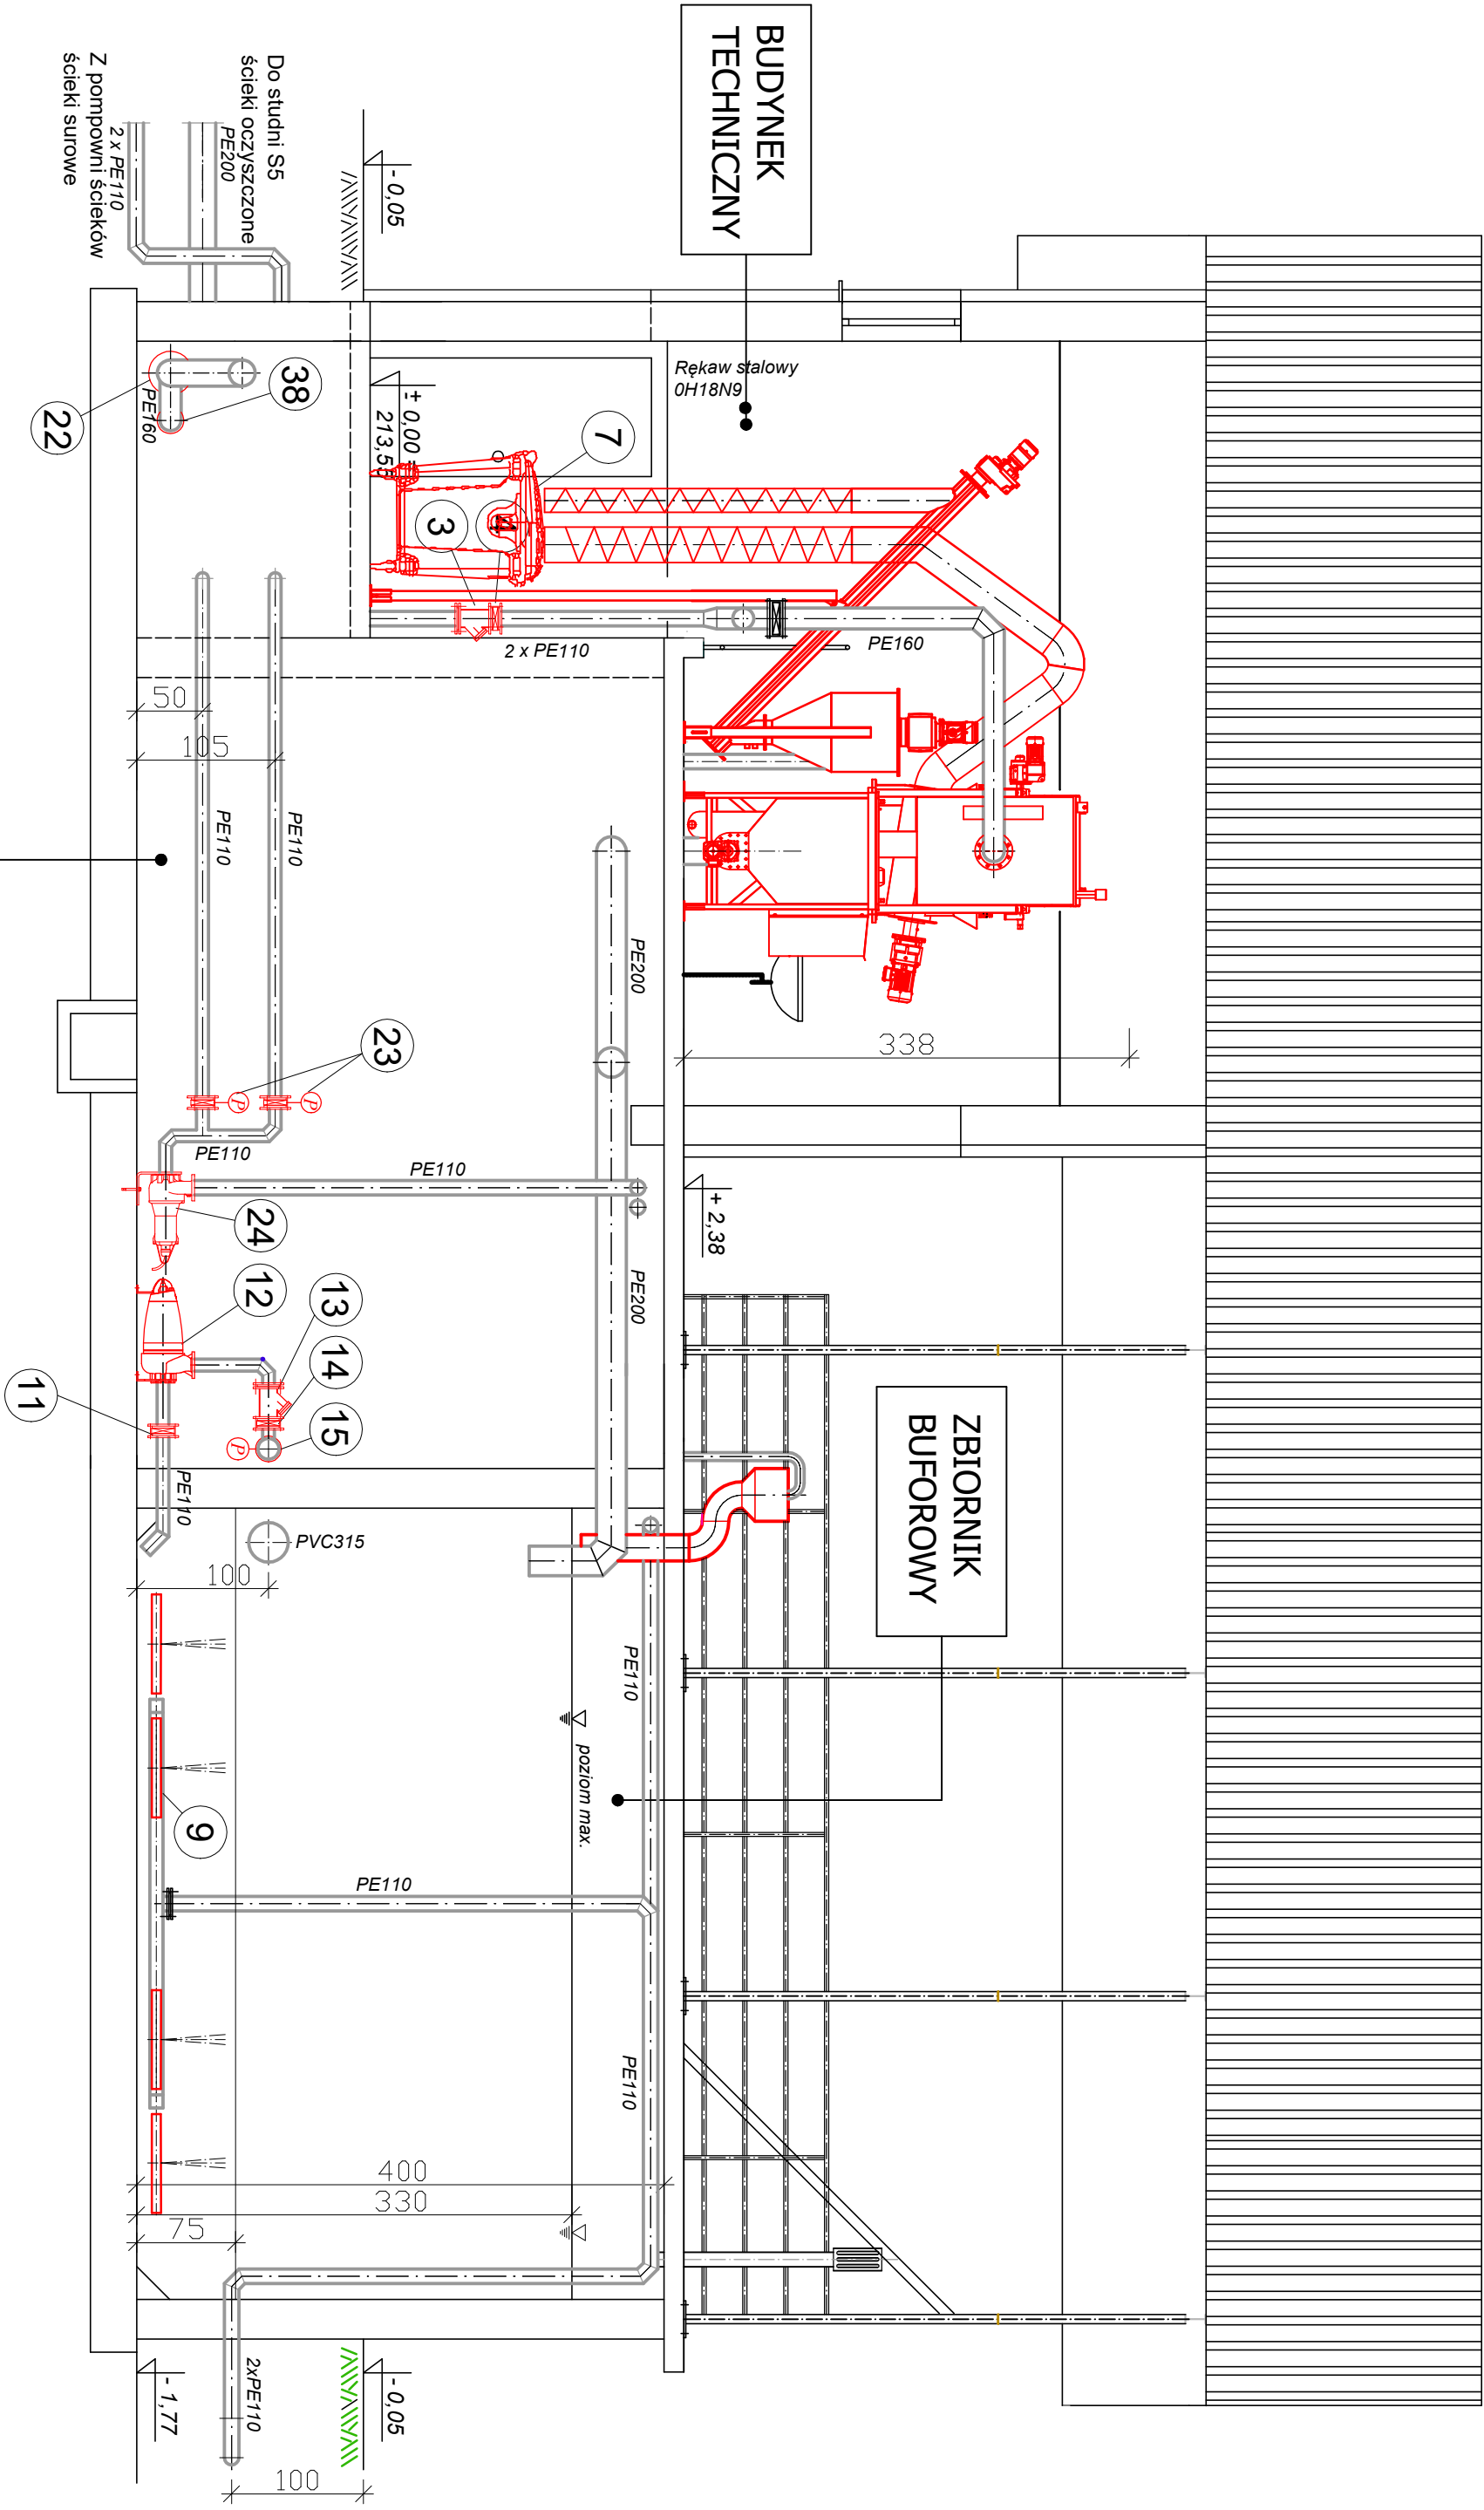 BUDYNEK
TECHNICZNY
ZBIORNIK
BUFOROWY
Do studni S5
ścieki oczyszczone
PE200
2 x PE110
Z pompowni ścieków
ścieki surowe
- 0,05
Rękaw stalowy
0H18N9
+ 0,00 =
213,55
7
3
4
38
22
PE160
2 x PE110
PE160
50
105
PE110
PE110
PE200
338
23
P
P
PE110
PE110
+ 2,38
PE200
24
12
13
14
15
P
11
PE110
PVC315
100
PE110
poziom max.
9
PE110
PE110
400
330
75
2xPE110
- 0,05
- 1,77
100